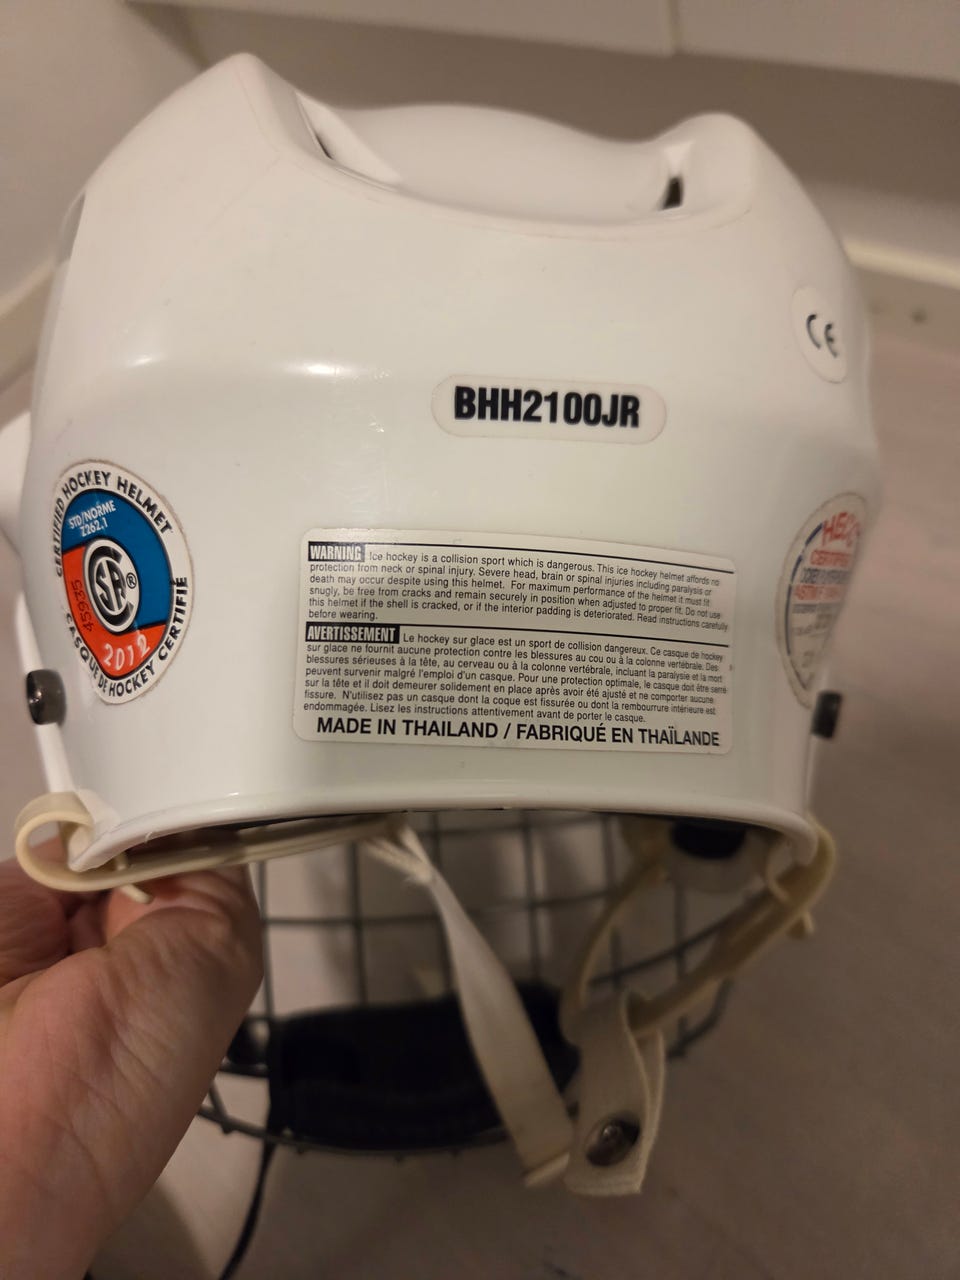 CE
BHH2100JR
CERTIFIED HOCKEY HELMET
STD/NORME
Z262.1
CSA®
45935
2012
CASQUE DE HOCKEY CERTIFIÉ
HECC
CERTIFIED
WARNING Ice hockey is a collision sport which is dangerous. This ice hockey helmet affords no
protection from neck or spinal injury. Severe head, brain or spinal injuries including paralysis or
death may occur despite using this helmet. For maximum performance of the helmet it must fit
snugly, be free from cracks and remain securely in position when adjusted to proper fit. Do not use
this helmet if the shell is cracked, or if the interior padding is deteriorated. Read instructions carefully
before wearing.
AVERTISSEMENT Le hockey sur glace est un sport de collision dangereux. Ce casque de hockey
sur glace ne fournit aucune protection contre les blessures au cou ou à la colonne vertébrale. Des
blessures sérieuses à la tête, au cerveau ou à la colonne vertébrale, incluant la paralysie et la mort
peuvent survenir malgré l'emploi d'un casque. Pour une protection optimale, le casque doit être serré
sur la tête et il doit demeurer solidement en place après avoir été ajusté et ne comporter aucune
fissure. N'utilisez pas un casque dont la coque est fissurée ou dont la rembourrure intérieure est
endommagée. Lisez les instructions attentivement avant de porter le casque.
MADE IN THAILAND / FABRIQUÉ EN THAÏLANDE